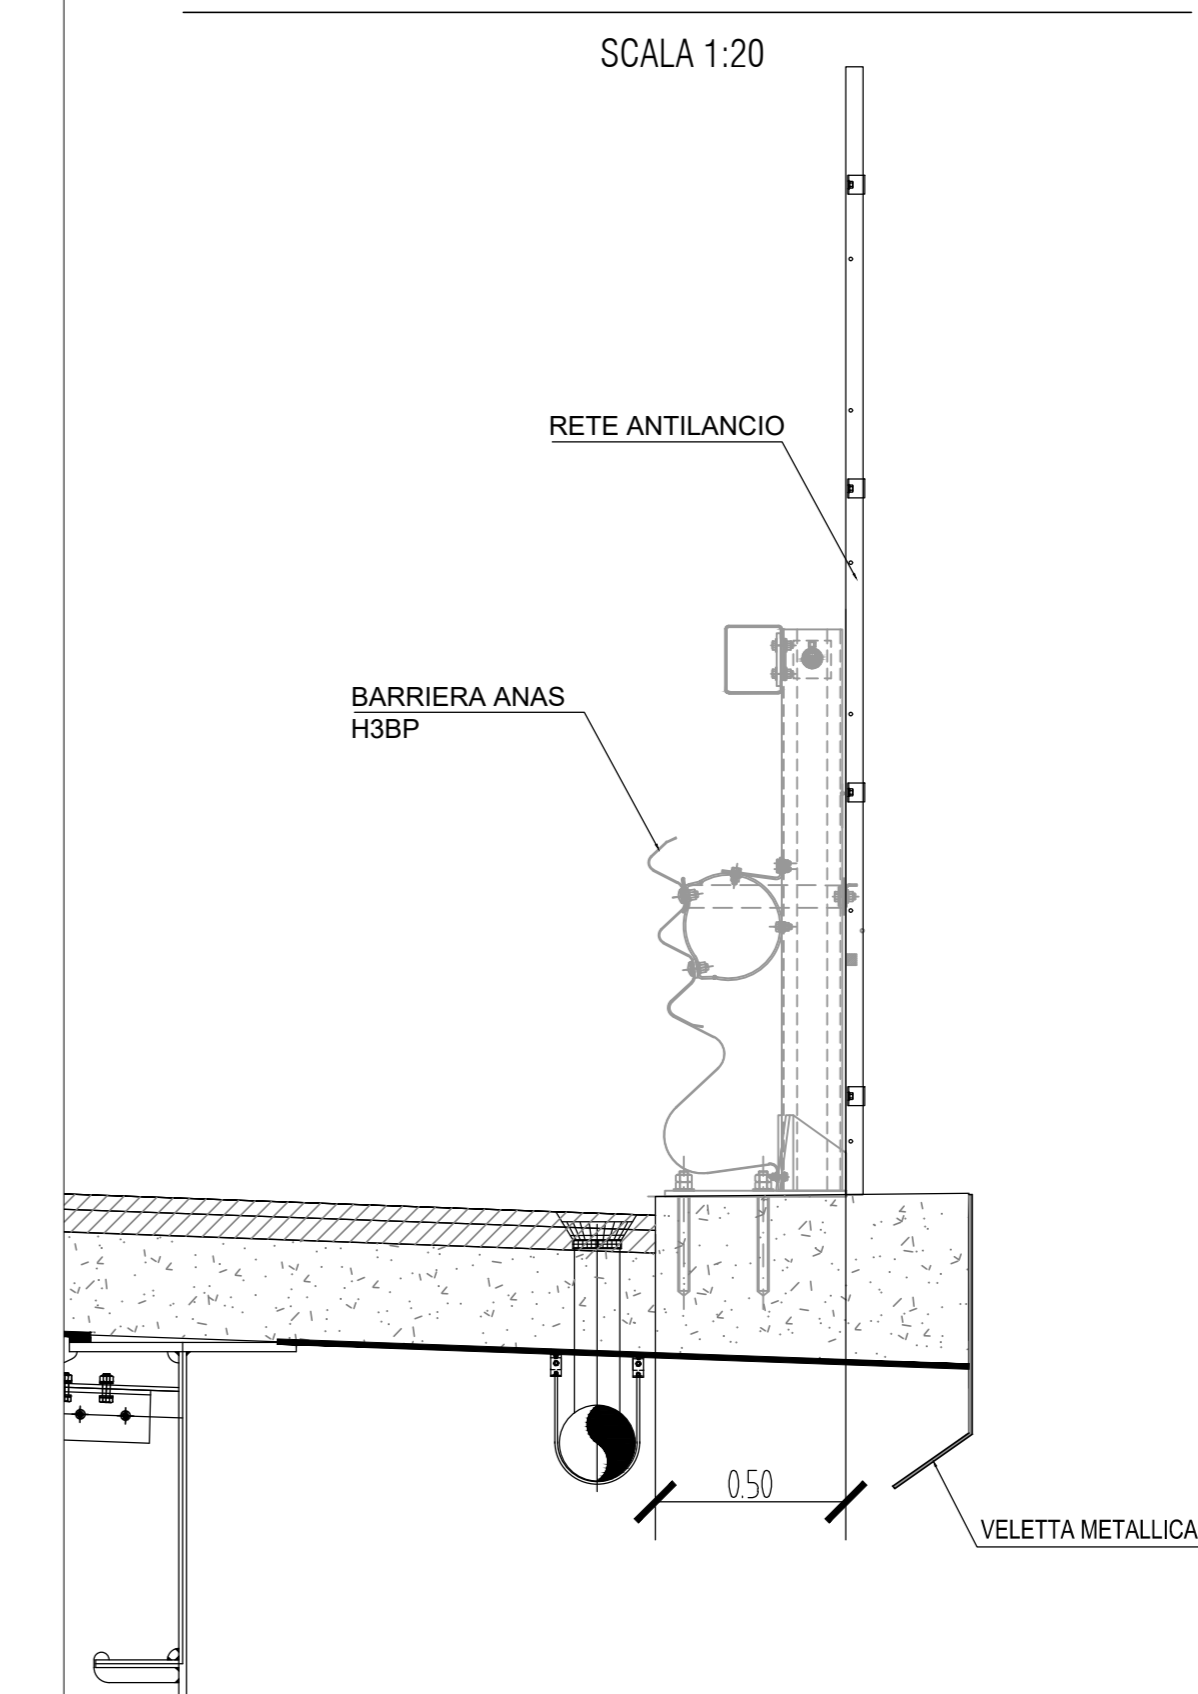 SCALA 1:20
RETE ANTILANCIO
BARRIERA ANAS
H3BP
0.50
VELETTA METALLICA